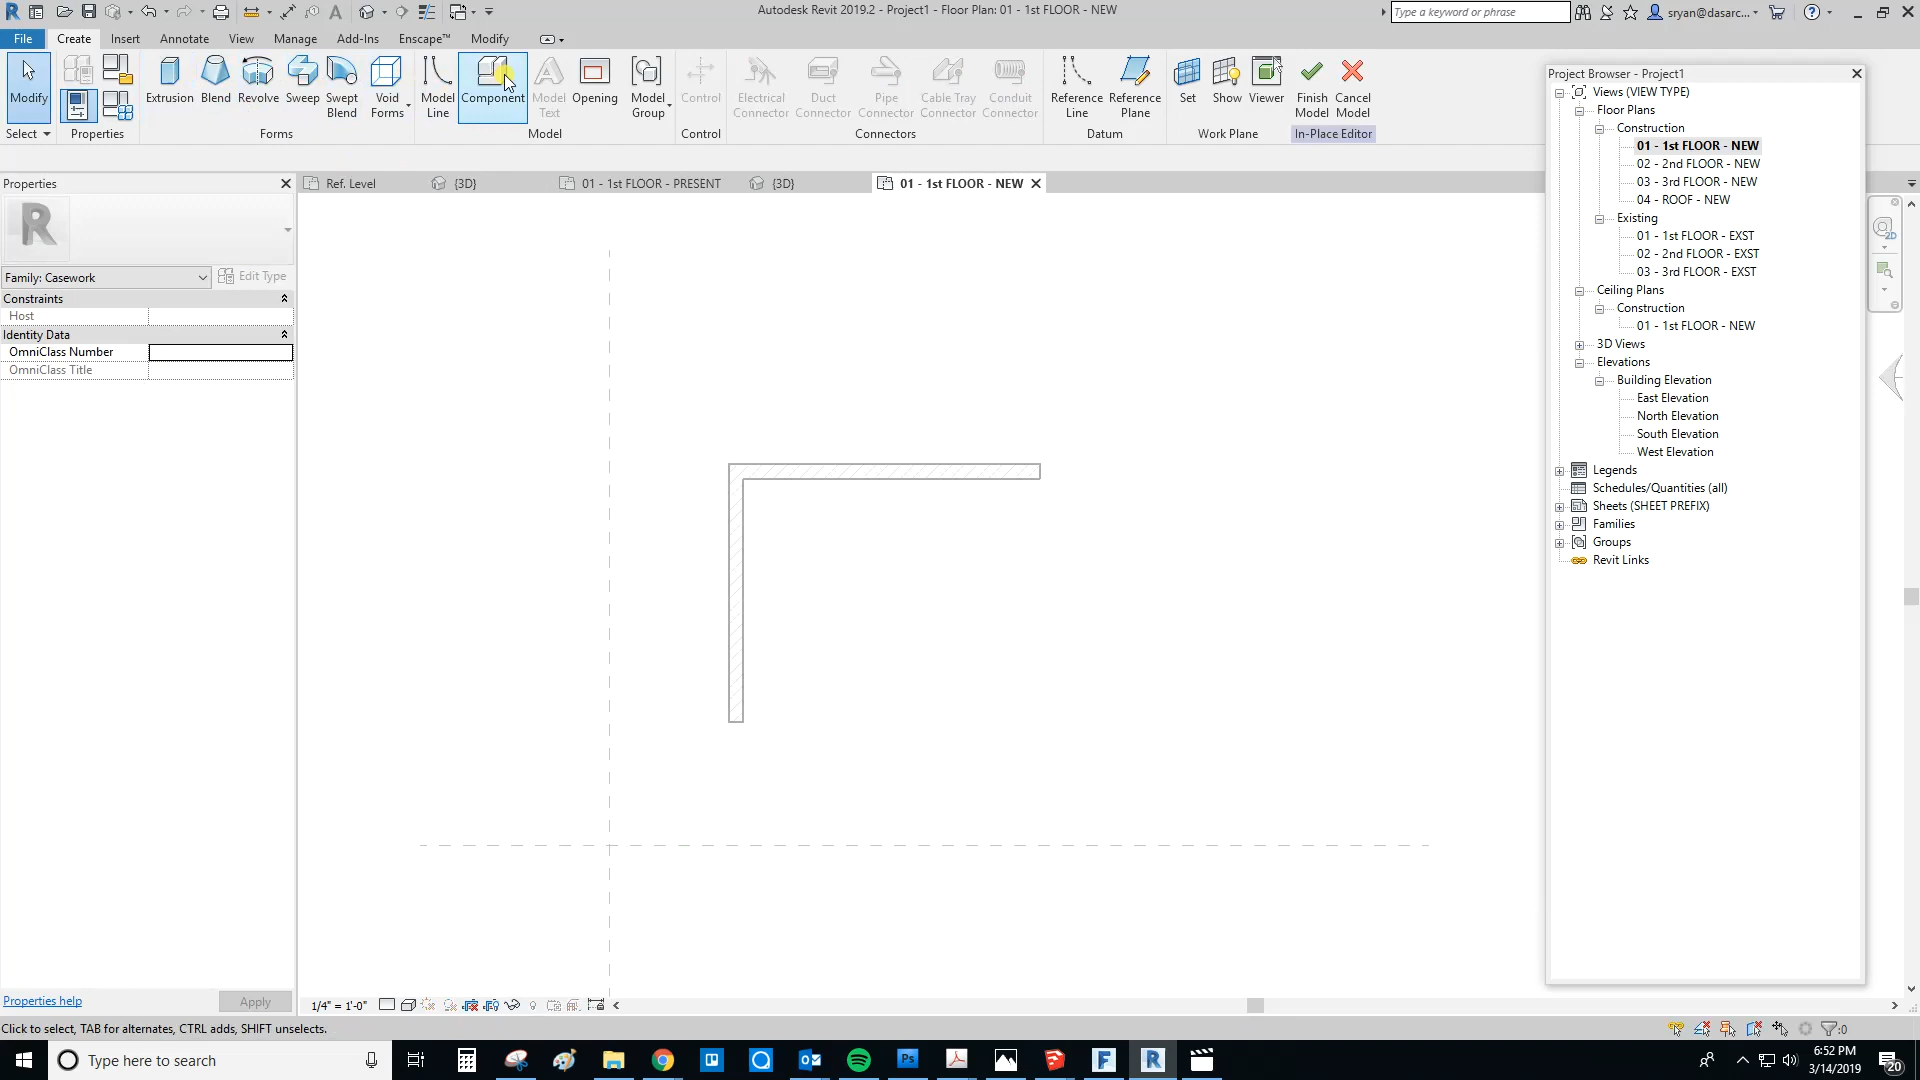 Autodesk Revit 2019.2 - Project1 - Floor Plan: 01 - 1st FLOOR - NEW
Type a keyword or phrase
sryan@dasarc...
File
Create
Insert
Annotate
View
Manage
Add-Ins
Enscape™
Modify
Modify
Extrusion
Blend
Revolve
Sweep
Swept Blend
Void Forms
Model Line
Component
Model Text
Opening
Model Group
Control
Electrical Connector
Duct Connector
Pipe Connector
Cable Tray Connector
Conduit Connector
Reference Line
Reference Plane
Set
Show
Viewer
Finish Model
Cancel Model
Select
Properties
Forms
Model
Control
Connectors
Datum
Work Plane
In-Place Editor
Properties
Family: Casework
Edit Type
Constraints
Host
Identity Data
OmniClass Number
OmniClass Title
Properties help
Apply
Ref. Level
{3D}
01 - 1st FLOOR - PRESENT
{3D}
01 - 1st FLOOR - NEW
Project Browser - Project1
Views (VIEW TYPE)
Floor Plans
Construction
01 - 1st FLOOR - NEW
02 - 2nd FLOOR - NEW
03 - 3rd FLOOR - NEW
04 - ROOF - NEW
Existing
01 - 1st FLOOR - EXST
02 - 2nd FLOOR - EXST
03 - 3rd FLOOR - EXST
Ceiling Plans
Construction
01 - 1st FLOOR - NEW
3D Views
Elevations
Building Elevation
East Elevation
North Elevation
South Elevation
West Elevation
Legends
Schedules/Quantities (all)
Sheets (SHEET PREFIX)
Families
Groups
Revit Links
2D
1/4" = 1'-0"
Click to select, TAB for alternates, CTRL adds, SHIFT unselects.
:0
Type here to search
Ps
F
R
6:52 PM
3/14/2019
20